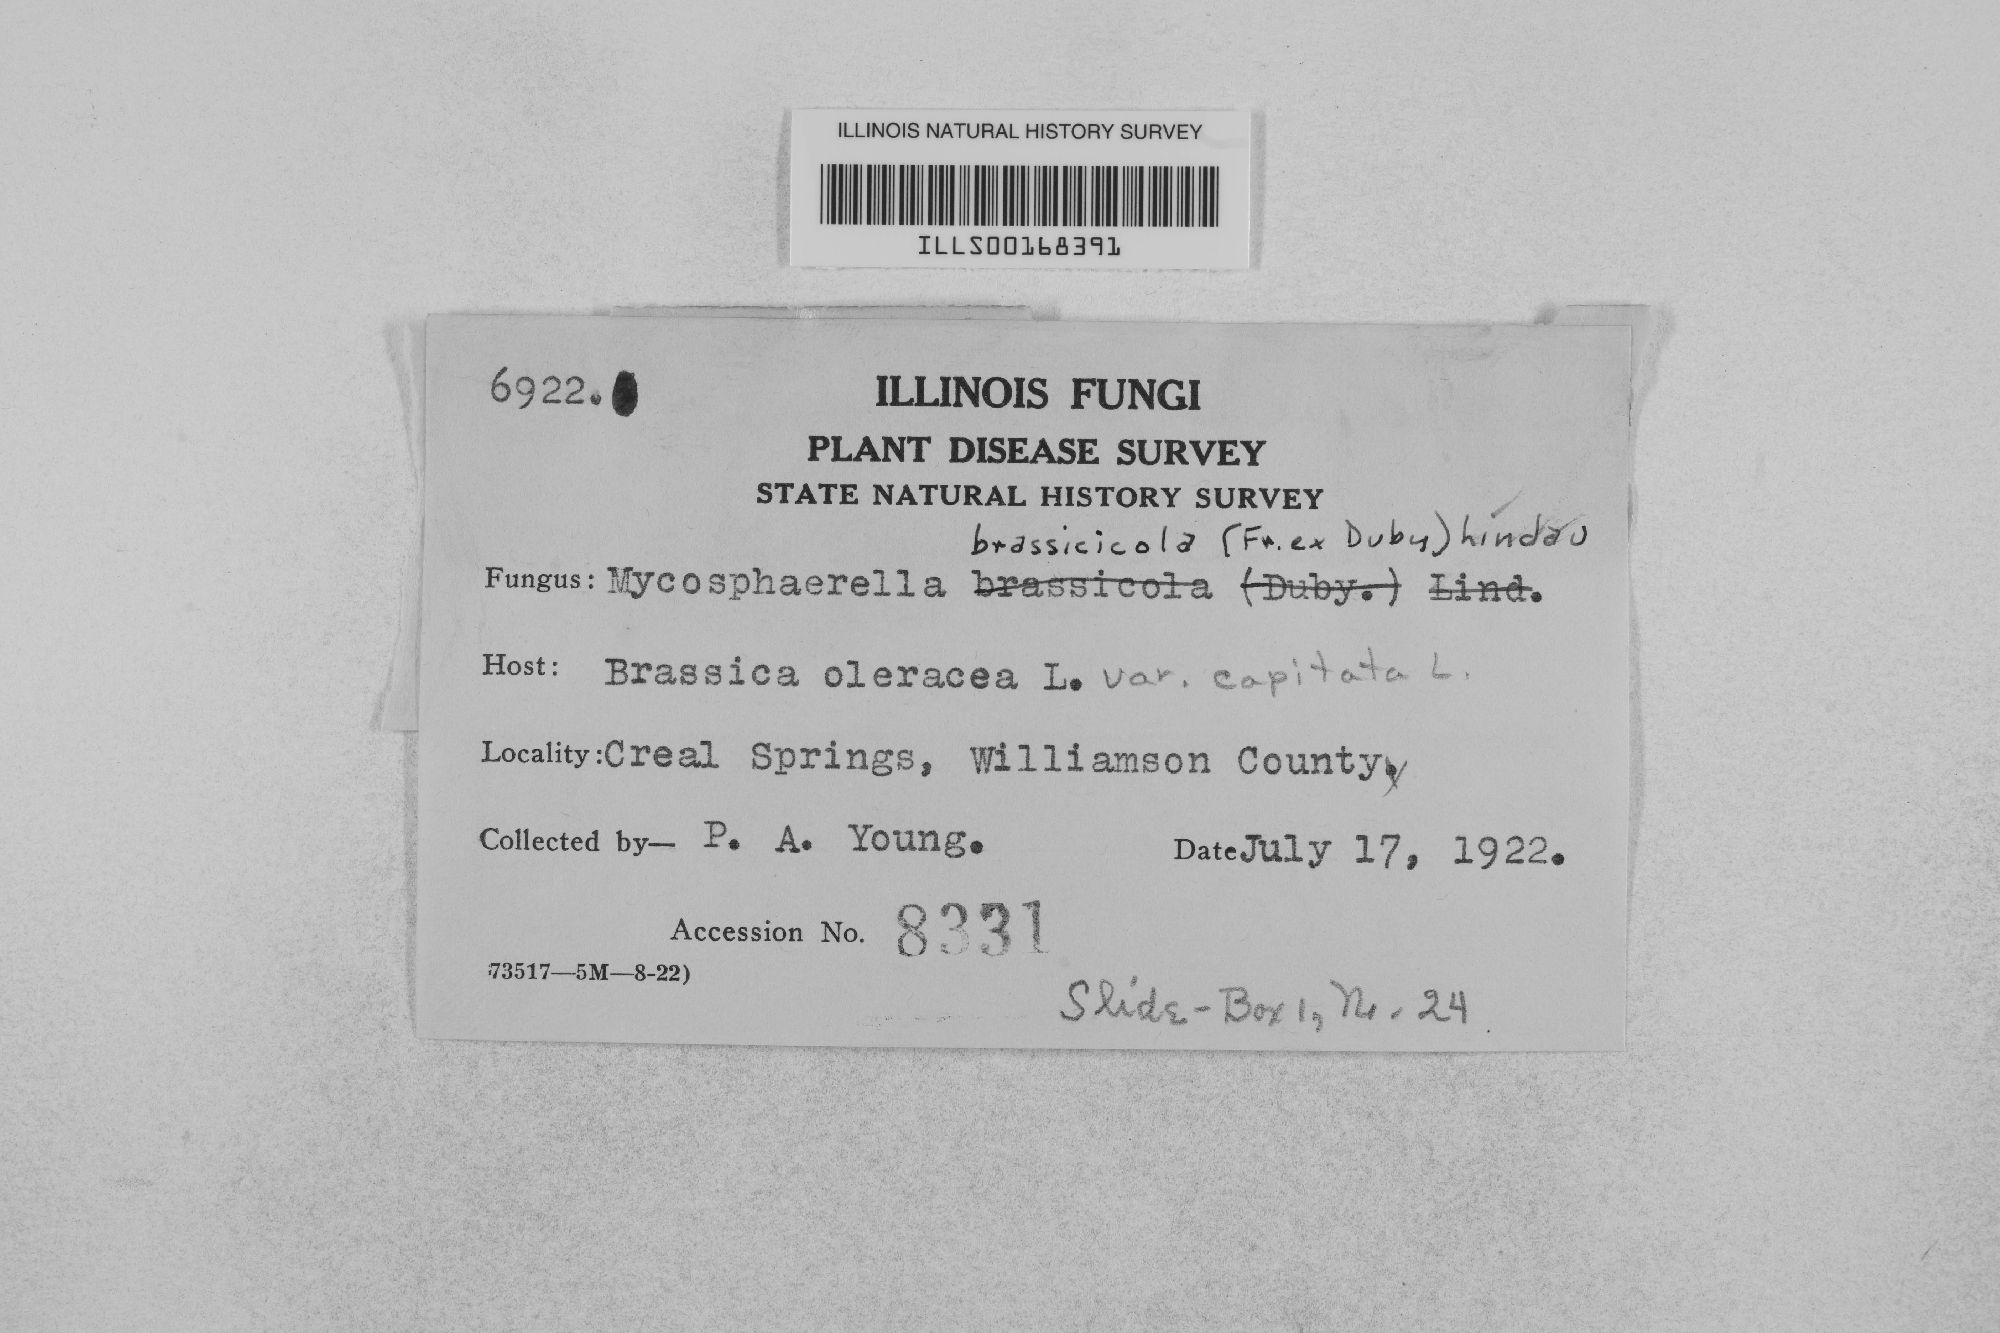 ILLINOIS NATURAL HISTORY SURVEY
ILLS00168391
6922.
ILLINOIS FUNGI
PLANT DISEASE SURVEY
STATE NATURAL HISTORY SURVEY
brassicicola (Fr. ex Duby) Lindau
Fungus: Mycosphaerella brassicola (Duby.) Lind.
Host: Brassica oleracea L. var. capitata L.
Locality: Creal Springs, Williamson County.
Collected by— P. A. Young. Date July 17, 1922.
Accession No. 8331
73517—5M—8-22)
Slide-Box 1, No. 24